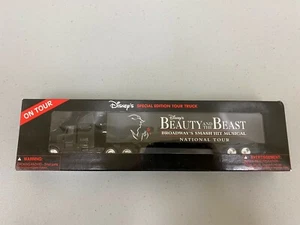 ON TOUR
Disney's SPECIAL EDITION TOUR TRUCK
Disney's
BEAUTY AND THE BEAST
BROADWAY'S SMASH HIT MUSICAL
NATIONAL TOUR
WARNING:
WARNING: